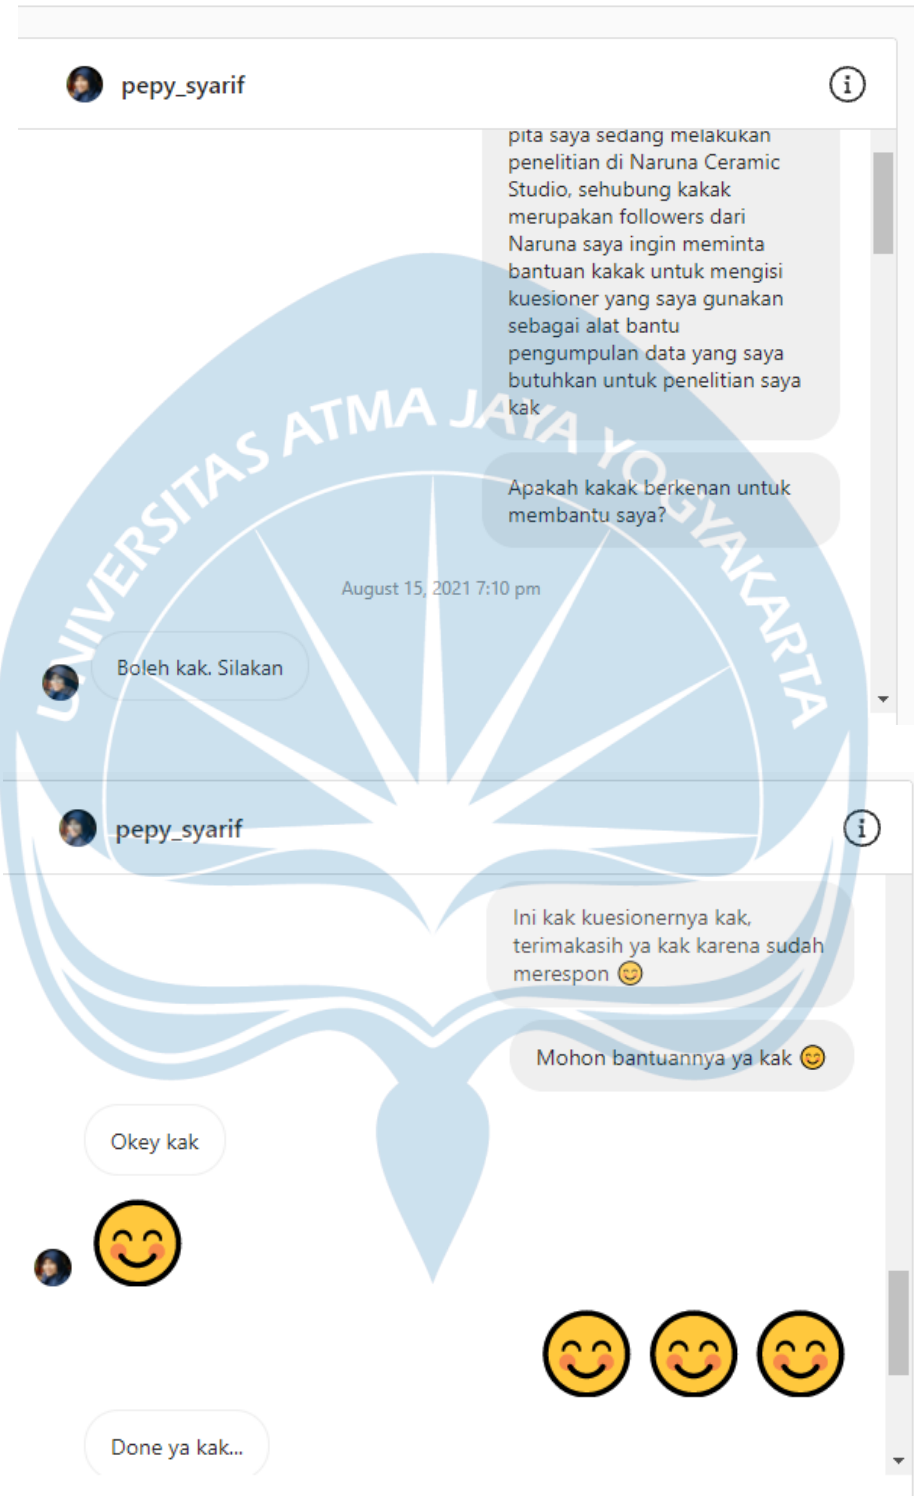 pepy_syarif
pita saya sedang melakukan
penelitian di Naruna Ceramic
Studio, sehubung kakak
merupakan followers dari
Naruna saya ingin meminta
bantuan kakak untuk mengisi
kuesioner yang saya gunakan
sebagai alat bantu
pengumpulan data yang saya
butuhkan untuk penelitian saya
kak
Apakah kakak berkenan untuk
membantu saya?
August 15, 2021 7:10 pm
Boleh kak. Silakan
UNIVERSITAS ATMA JAYA YOGYAKARTA
pepy_syarif
Ini kak kuesionernya kak,
terimakasih ya kak karena sudah
merespon 😊
Mohon bantuannya ya kak 😊
Okey kak
😊
😊😊😊
Done ya kak...